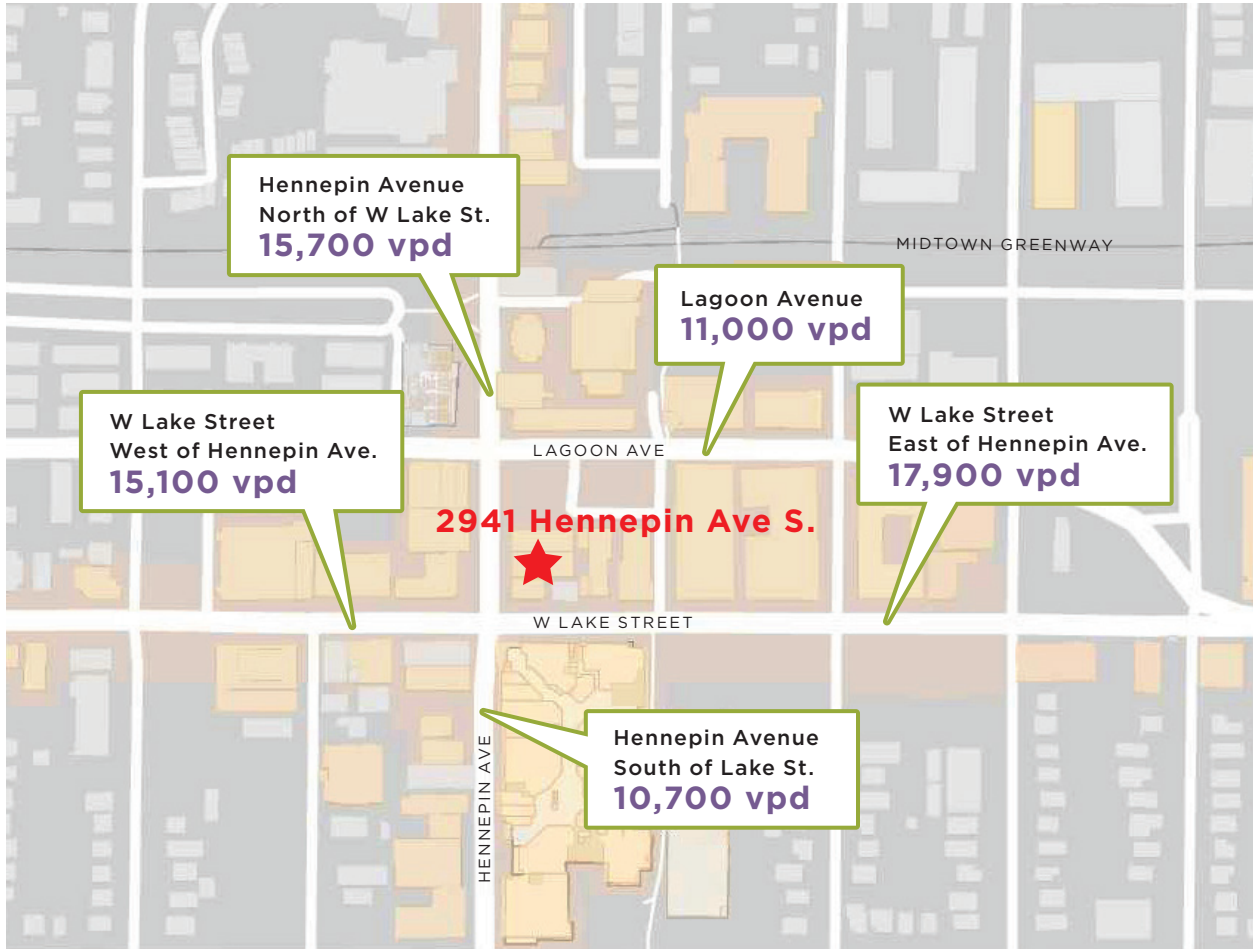 Hennepin Avenue
North of W Lake St.
15,700 vpd
MIDTOWN GREENWAY
Lagoon Avenue
11,000 vpd
W Lake Street
West of Hennepin Ave.
15,100 vpd
W Lake Street
East of Hennepin Ave.
17,900 vpd
LAGOON AVE
2941 Hennepin Ave S.
W LAKE STREET
Hennepin Avenue
South of Lake St.
10,700 vpd
HENNEPIN AVE